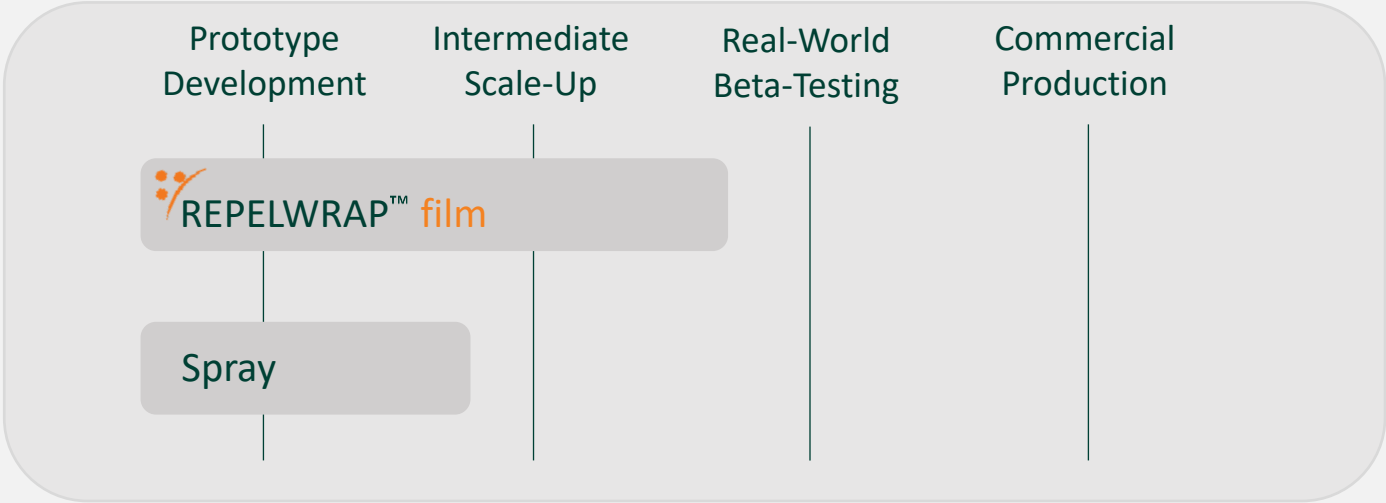 Prototype
Development
Intermediate
Scale-Up
Real-World
Beta-Testing
Commercial
Production
REPELWRAP™ film
Spray